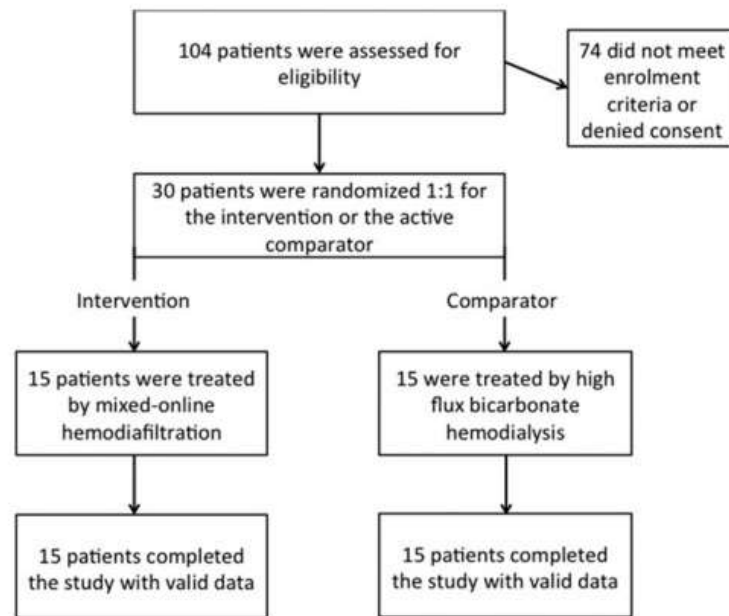 104 patients were assessed for
eligibility
74 did not meet
enrolment
criteria or
denied consent
30 patients were randomized 1:1 for
the intervention or the active
comparator
Intervention
Comparator
15 patients were treated
by mixed-online
hemodiafiltration
15 were treated by high
flux bicarbonate
hemodialysis
15 patients completed
the study with valid data
15 patients completed
the study with valid data